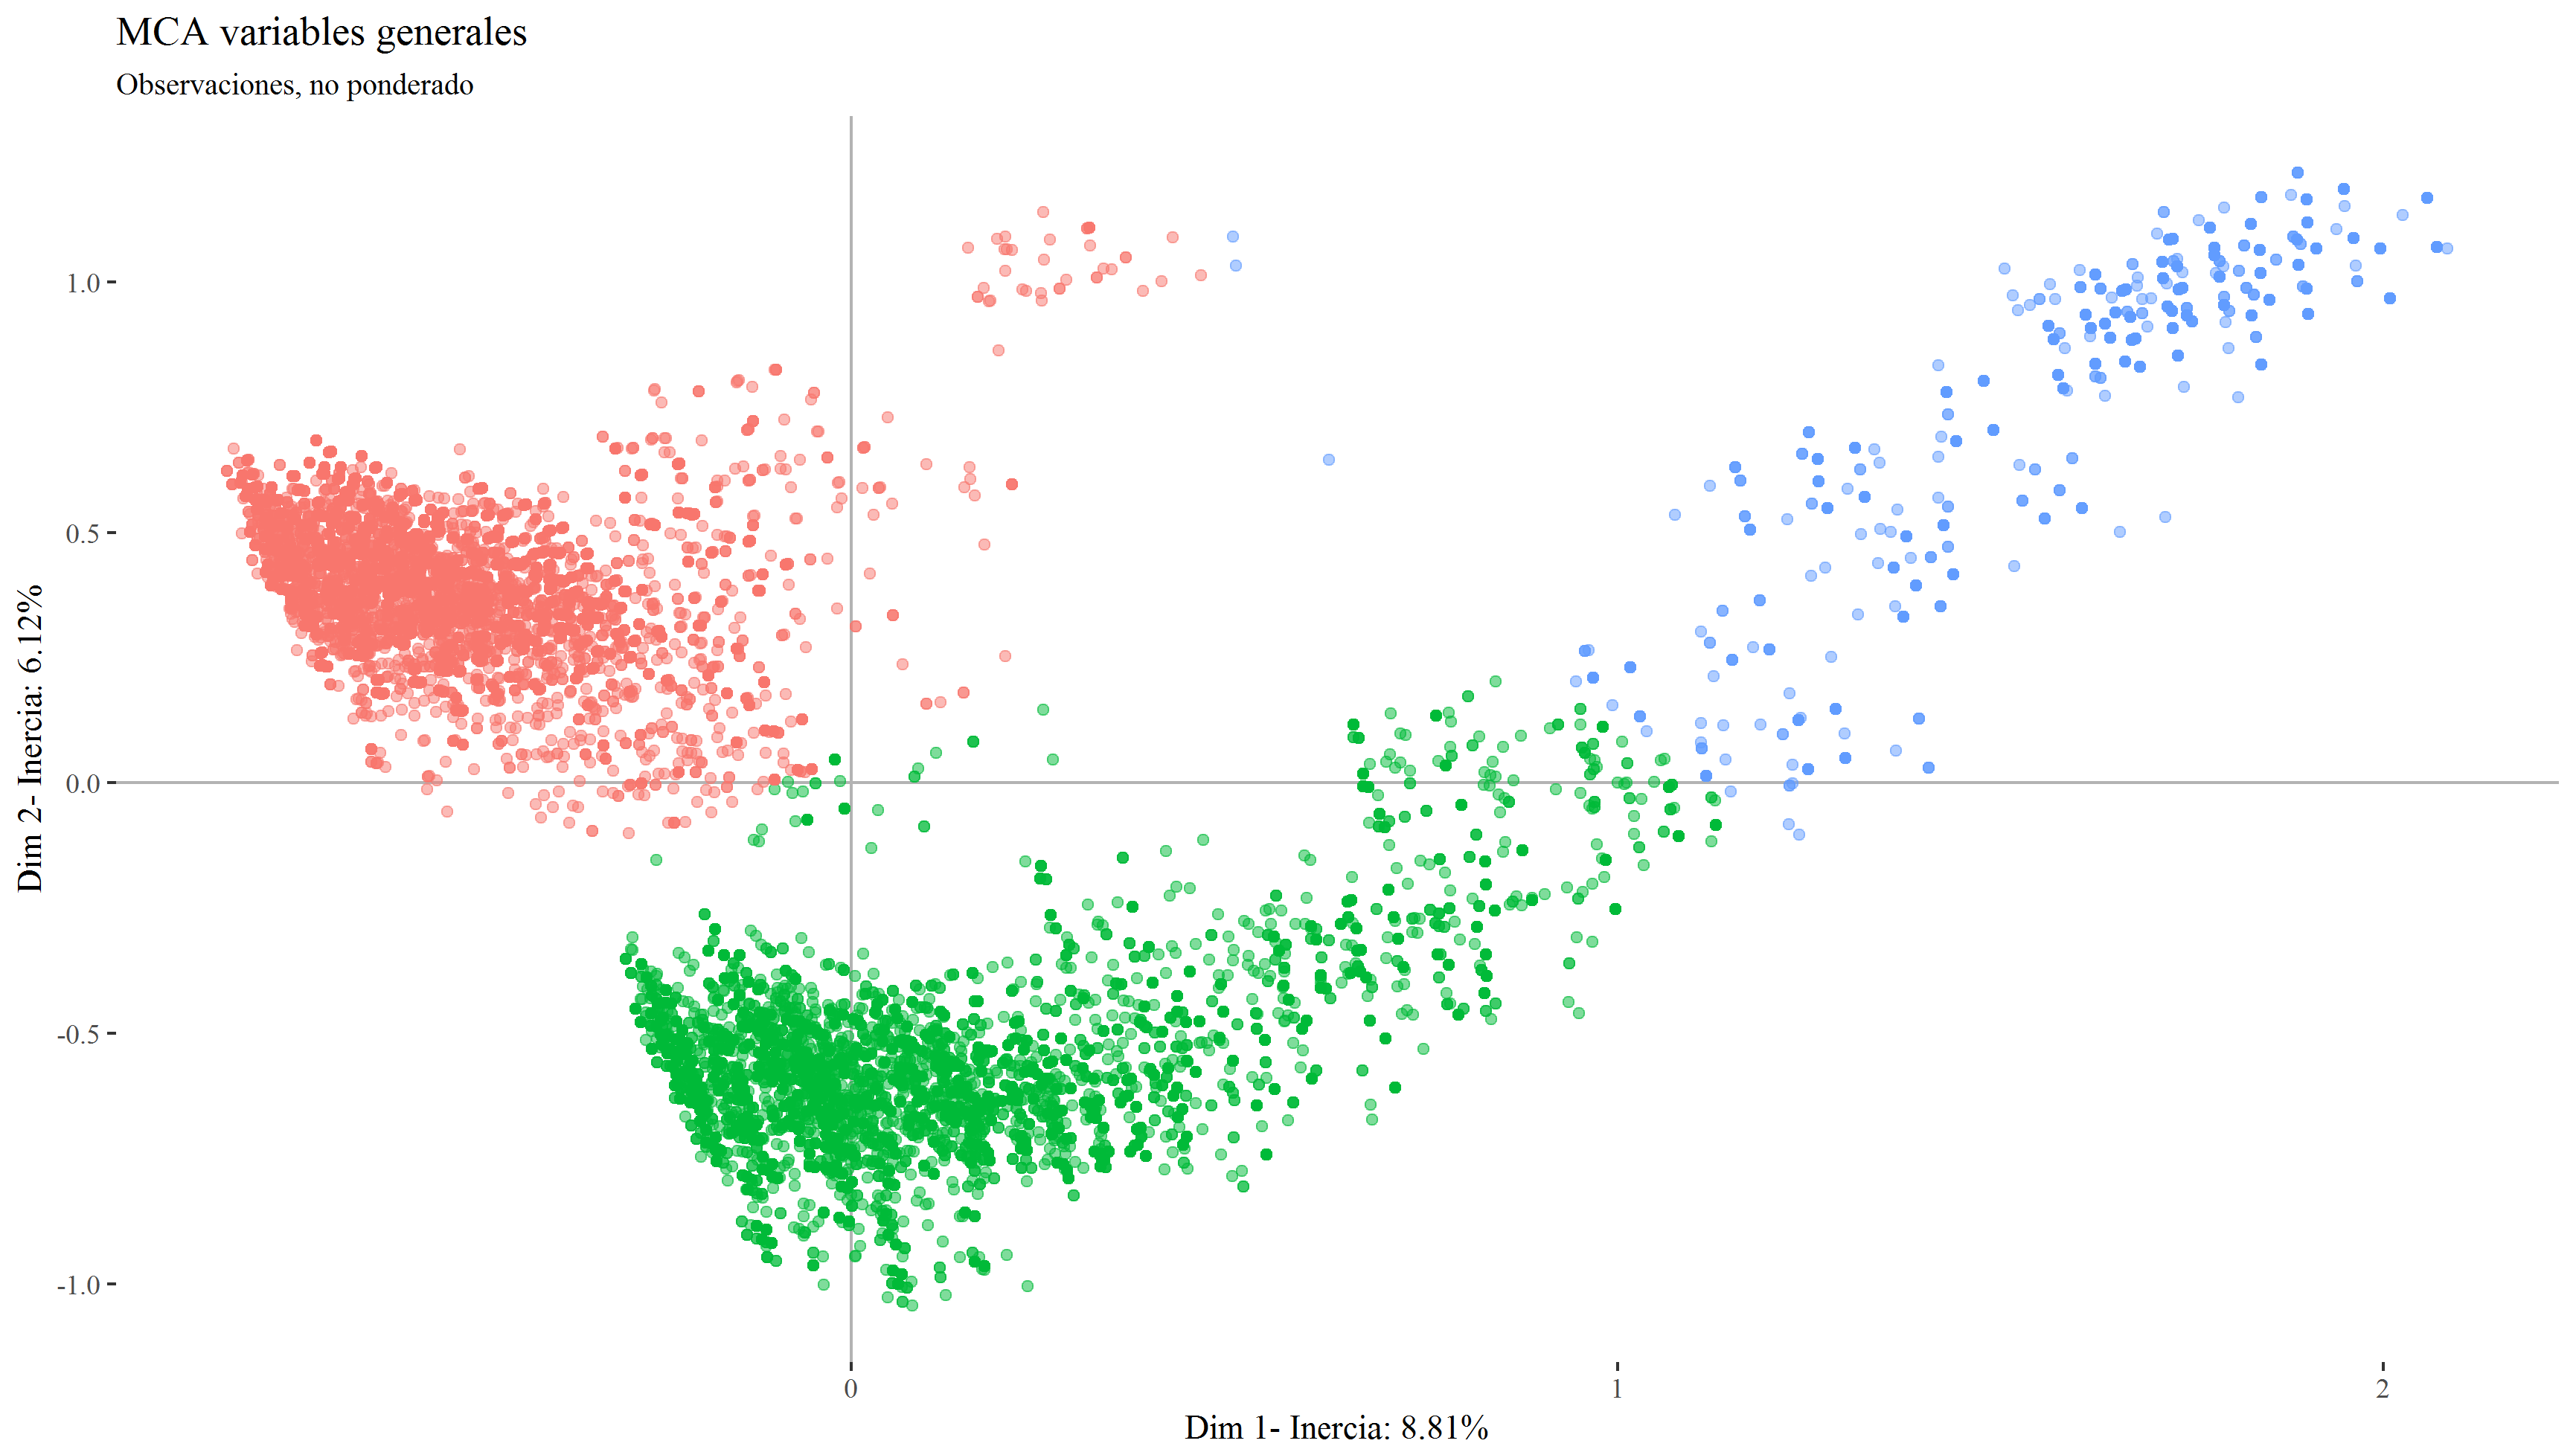 MCA variables generales
Observaciones, no ponderado
Dim 2- Inercia: 6.12%
1.0
0.5
0.0
-0.5
-1.0
0
1
2
Dim 1- Inercia: 8.81%